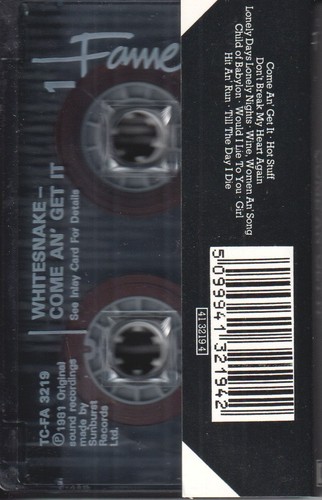 Fame
1
WHITESNAKE—
COME AN' GET IT
See Inlay Card For Details
TC-FA 3219
℗ 1981 Original
sound recordings
made by
Sunburst
Records
Ltd.
Come An' Get It · Hot Stuff
Don't Break My Heart Again
Lonely Days Lonely Nights · Wine, Women An' Song
Child of Babylon · Would I Lie To You · Girl
Hit An' Run · Till The Day I Die
41 3219 4
5 099941 321942